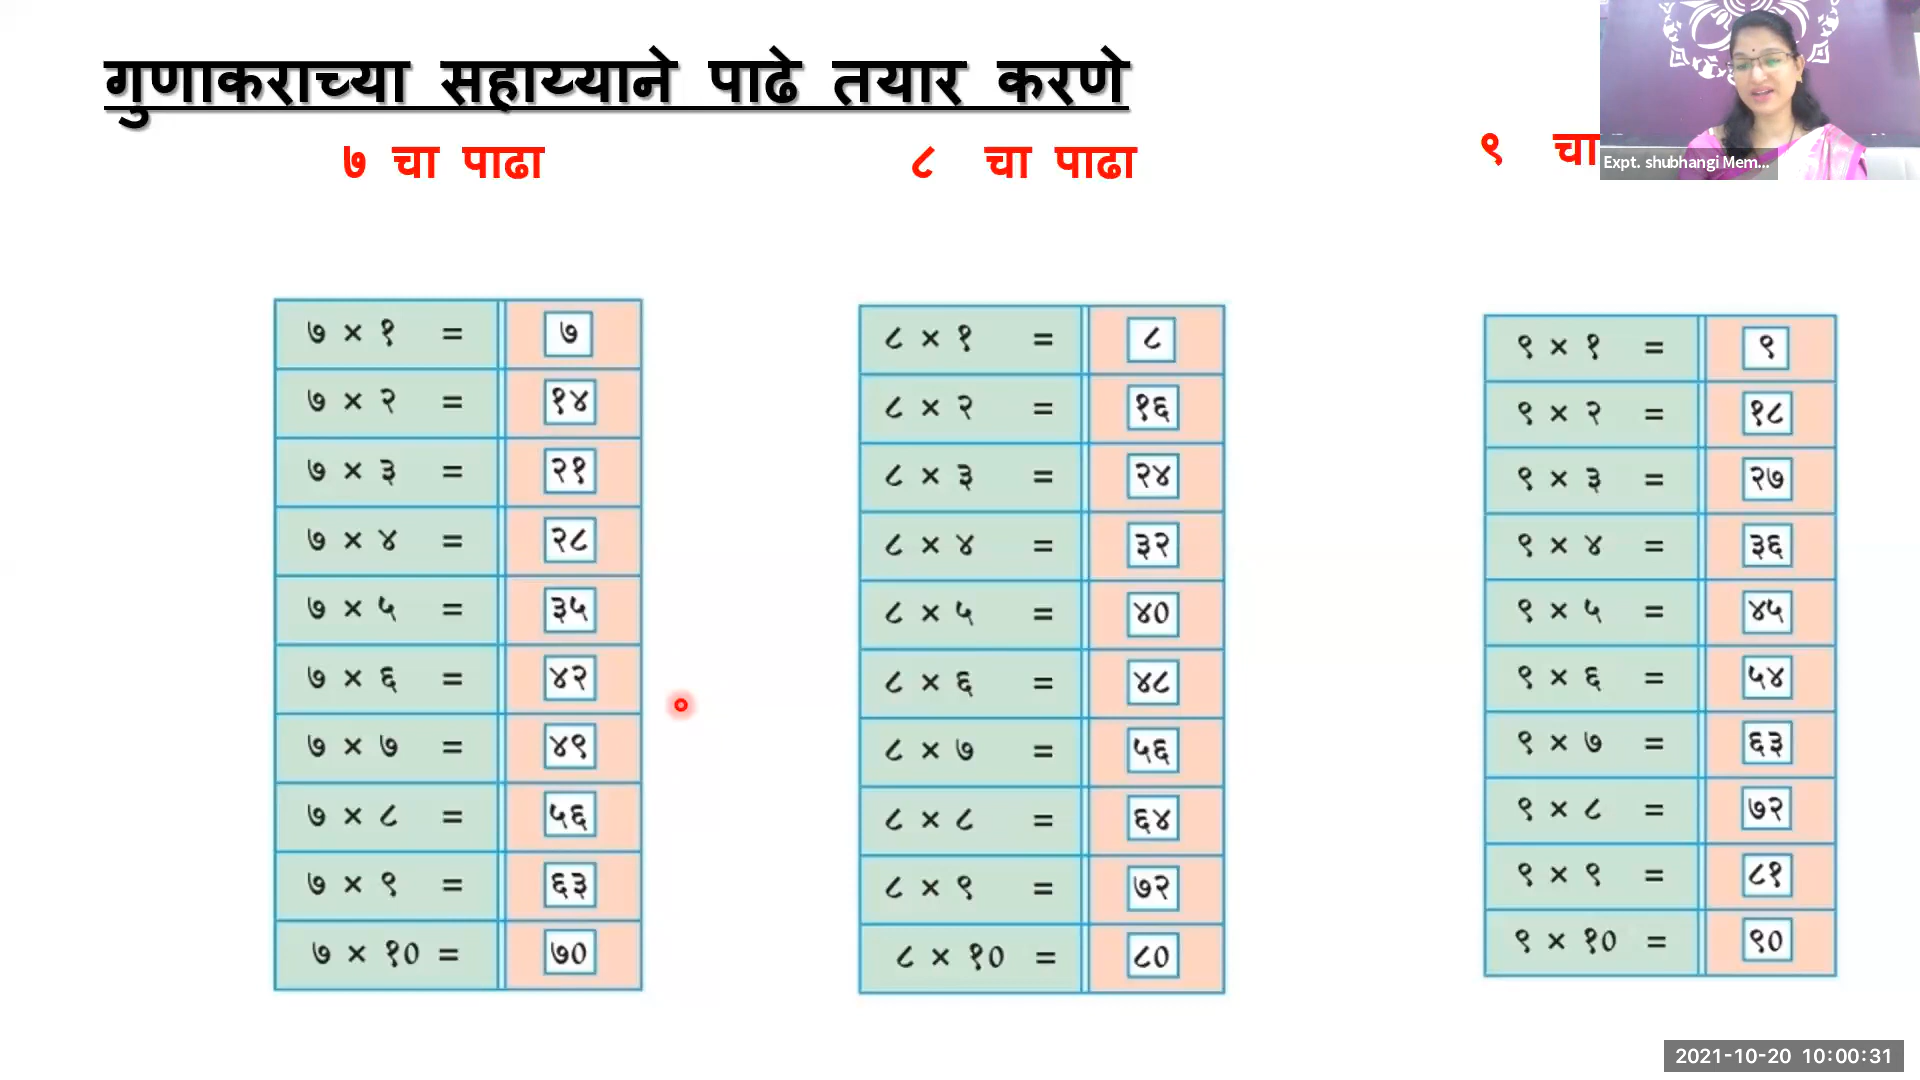 गुणाकराच्या सहाय्याने पाढे तयार करणे
७ चा पाढा
८ चा पाढा
९ चा
Expt. shubhangi Mem...
७ × १ = ७
७ × २ = १४
७ × ३ = २१
७ × ४ = २८
७ × ५ = ३५
७ × ६ = ४२
७ × ७ = ४९
७ × ८ = ५६
७ × ९ = ६३
७ × १० = ७०
८ × १ = ८
८ × २ = १६
८ × ३ = २४
८ × ४ = ३२
८ × ५ = ४०
८ × ६ = ४८
८ × ७ = ५६
८ × ८ = ६४
८ × ९ = ७२
८ × १० = ८०
९ × १ = ९
९ × २ = १८
९ × ३ = २७
९ × ४ = ३६
९ × ५ = ४५
९ × ६ = ५४
९ × ७ = ६३
९ × ८ = ७२
९ × ९ = ८१
९ × १० = ९०
2021-10-20 10:00:31